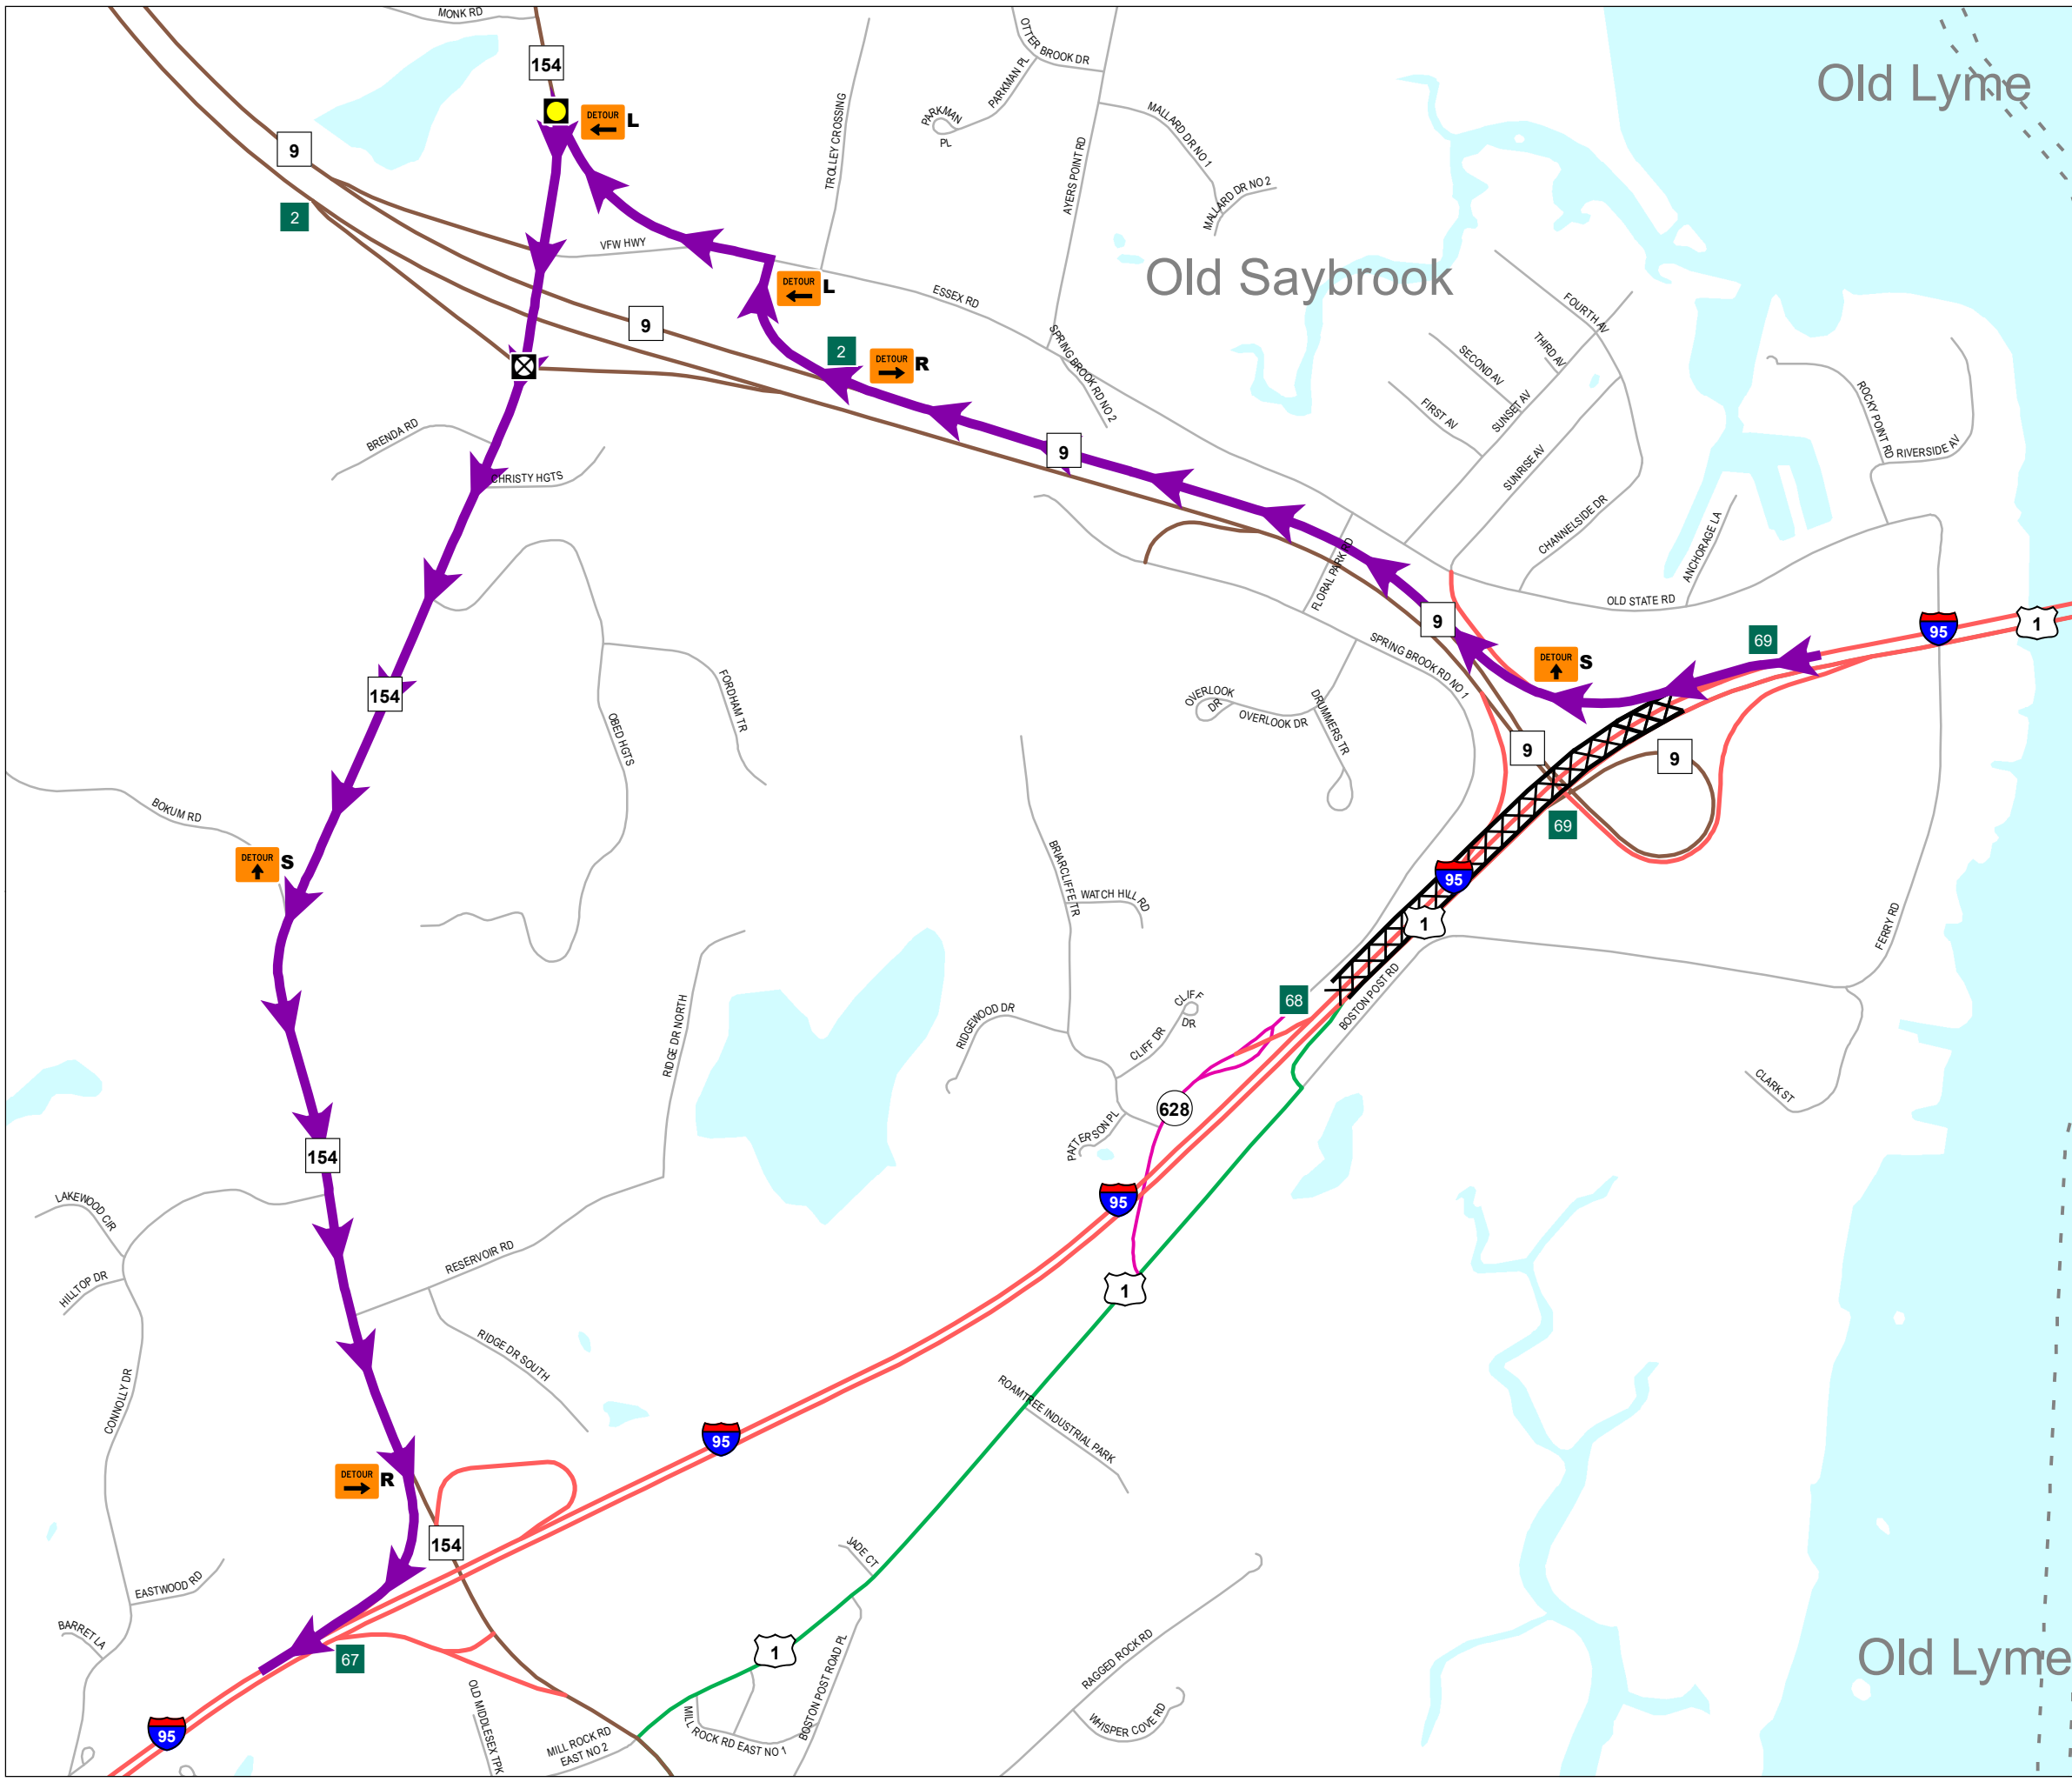 MONK RD
154
DETOUR L
9
2
TROLLEY CROSSING
OTTER BROOK DR
PARKMAN PL
PARKMAN
PL
AYERS POINT RD
MALLARD DR NO 1
MALLARD DR NO 2
Old Lyme
Old Saybrook
VFW HWY
DETOUR L
ESSEX RD
9
2
DETOUR R
SPRING BROOK RD NO 2
FOURTH AV
THIRD AV
SECOND AV
FIRST AV
SUNSET AV
SUNRISE AV
CHANNELSIDE DR
ANCHORAGE LA
ROCKY POINT RD
RIVERSIDE AV
BRENDA RD
CHRISTY HGTS
9
FLORAL PARK RD
OLD STATE RD
9
69
95
1
DETOUR S
SPRING BROOK RD NO 1
154
FORDHAM TR
OBED HGTS
OVERLOOK
DR
OVERLOOK DR
DRUMMERS TR
9
9
69
BOKUM RD
DETOUR S
BRIARCLIFFE TR
WATCH HILL RD
95
1
FERRY RD
BOSTON POST RD
68
RIDGE DR NORTH
RIDGEWOOD DR
CLIFF
DR
CLIFF DR
CLARK ST
628
PATTERSON PL
154
LAKEWOOD CIR
HILLTOP DR
RESERVOIR RD
95
1
RIDGE DR SOUTH
CONNOLLY DR
ROAMTREE INDUSTRIAL PARK
95
DETOUR R
154
JADE CT
EASTWOOD RD
BARRET LA
67
1
RAGGED ROCK RD
WHISPER COVE RD
Old Lyme
95
OLD MIDDLESEX TPK
MILL ROCK RD
EAST NO 2
MILL ROCK RD EAST NO 1
BOSTON POST ROAD PL